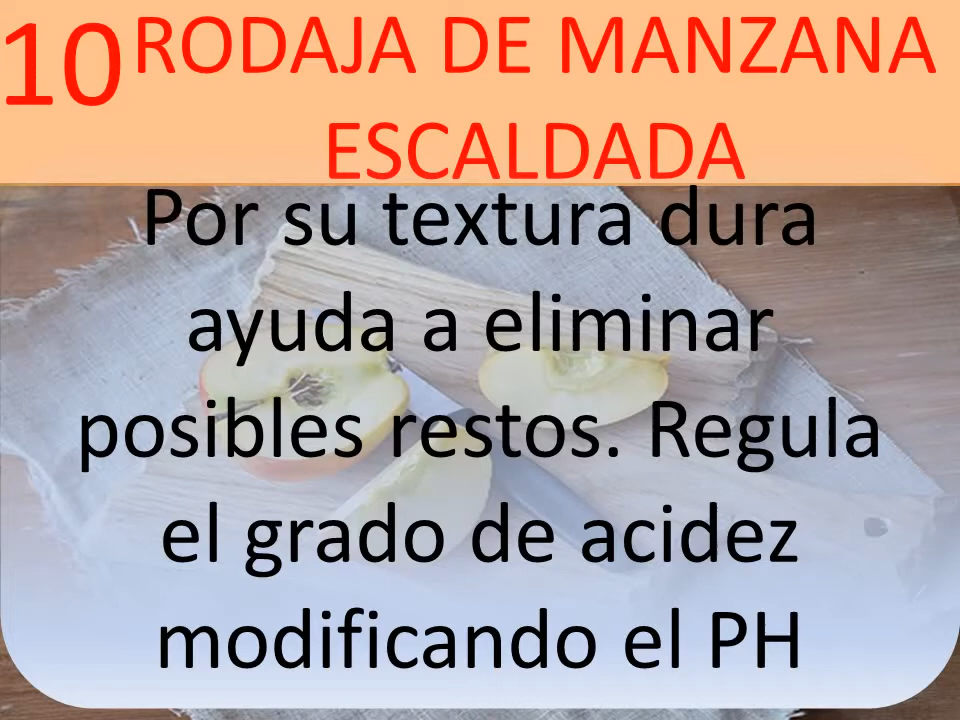 10 RODAJA DE MANZANA
ESCALDADA
Por su textura dura
ayuda a eliminar
posibles restos. Regula
el grado de acidez
modificando el PH